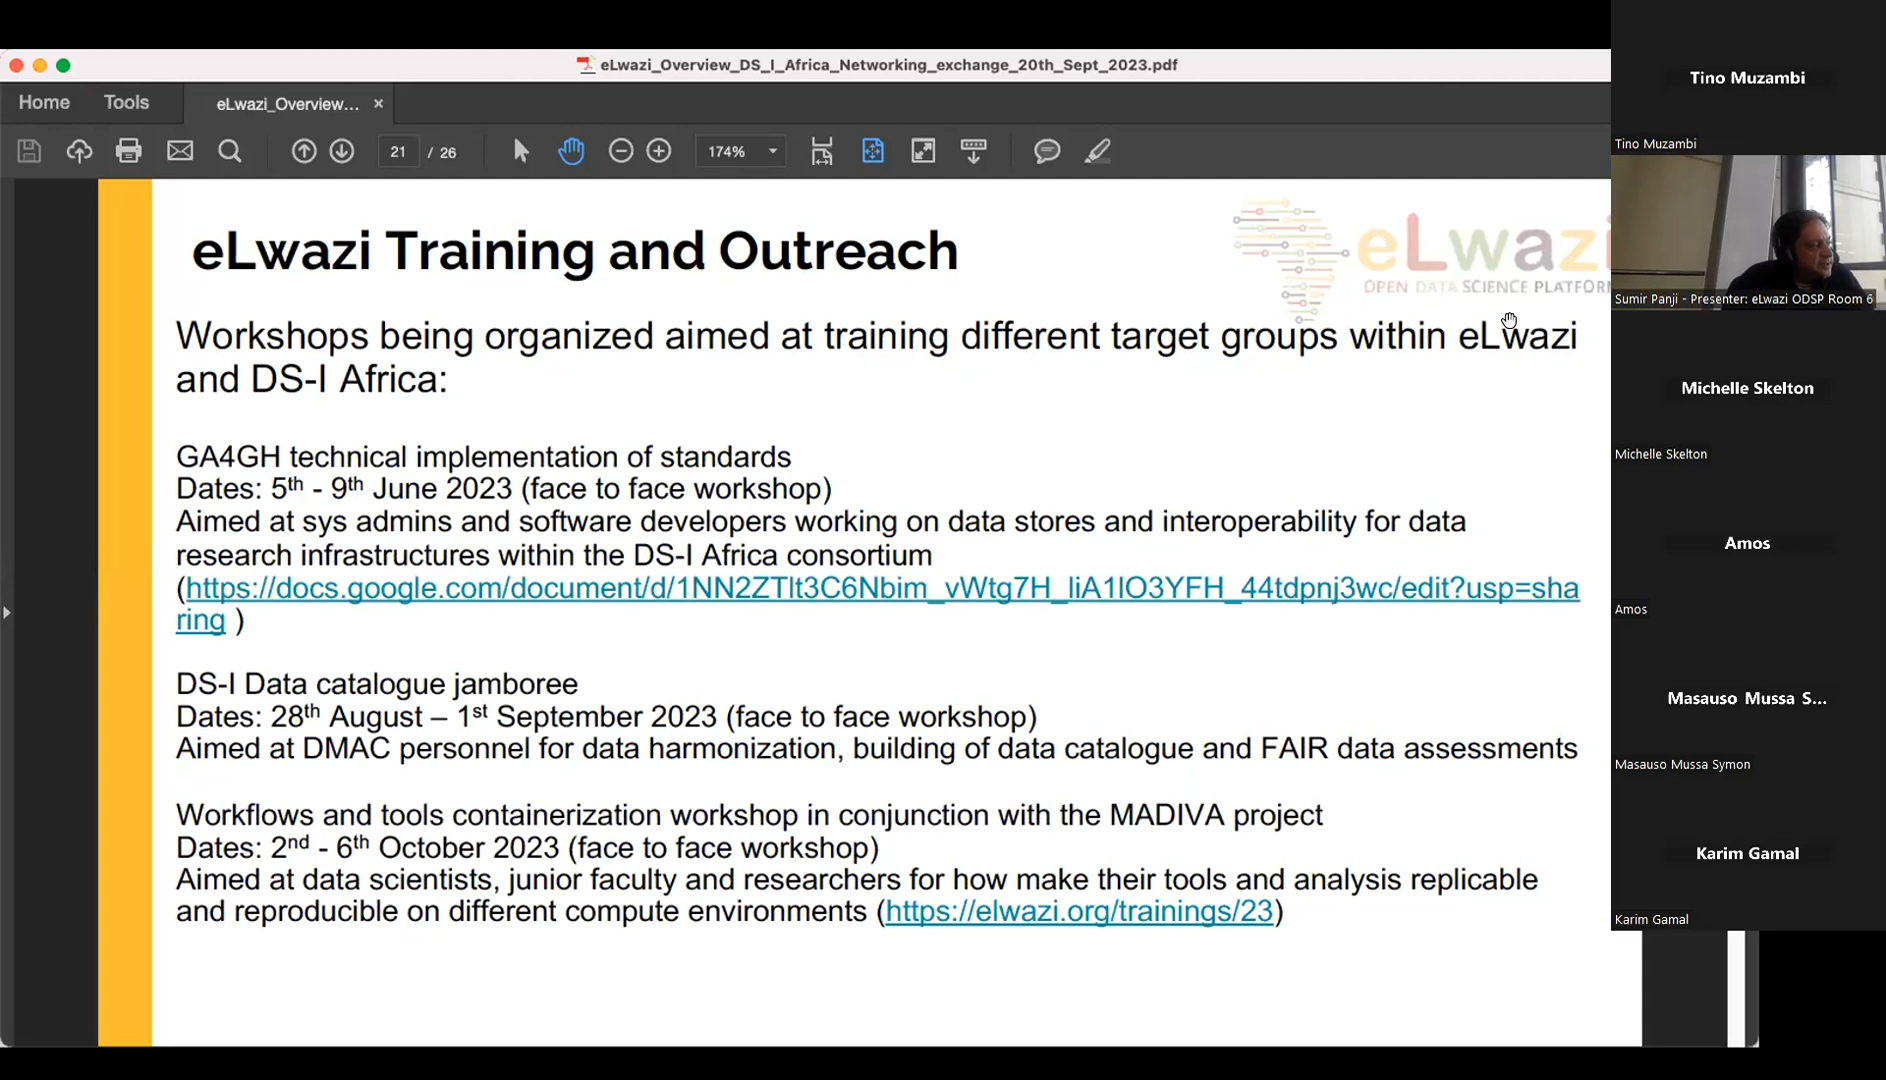 eLwazi_Overview_DS_I_Africa_Networking_exchange_20th_Sept_2023.pdf
Home
Tools
eLwazi_Overview... ×
21 / 26
174%
eLwazi Training and Outreach
eLwazi
OPEN DATA SCIENCE PLATFORM
Workshops being organized aimed at training different target groups within eLwazi
and DS-I Africa:
GA4GH technical implementation of standards
Dates: 5th - 9th June 2023 (face to face workshop)
Aimed at sys admins and software developers working on data stores and interoperability for data
research infrastructures within the DS-I Africa consortium
(https://docs.google.com/document/d/1NN2ZTlt3C6Nbim_vWtg7H_liA1lO3YFH_44tdpnj3wc/edit?usp=sha
ring )
DS-I Data catalogue jamboree
Dates: 28th August – 1st September 2023 (face to face workshop)
Aimed at DMAC personnel for data harmonization, building of data catalogue and FAIR data assessments
Workflows and tools containerization workshop in conjunction with the MADIVA project
Dates: 2nd - 6th October 2023 (face to face workshop)
Aimed at data scientists, junior faculty and researchers for how make their tools and analysis replicable
and reproducible on different compute environments (https://elwazi.org/trainings/23)
Tino Muzambi
Tino Muzambi
Sumir Panji - Presenter: eLwazi ODSP Room 6
Michelle Skelton
Michelle Skelton
Amos
Amos
Masauso Mussa S...
Masauso Mussa Symon
Karim Gamal
Karim Gamal